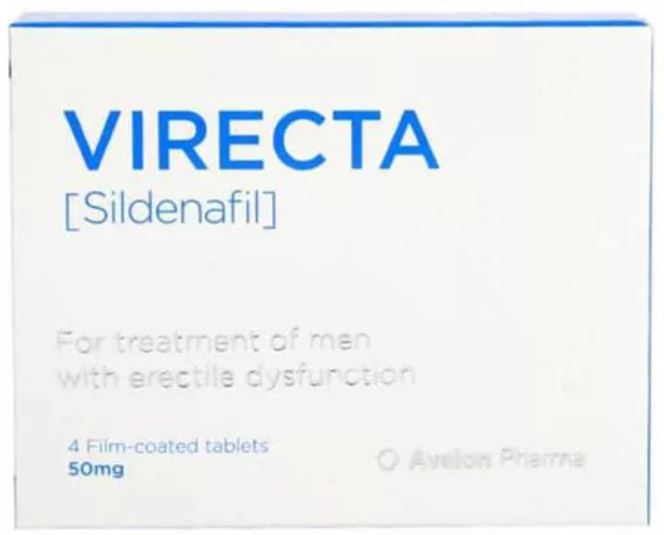 VIRECTA
[Sildenafil]
For treatment of men
with erectile dysfunction
4 Film-coated tablets
50mg
Avalon Pharma